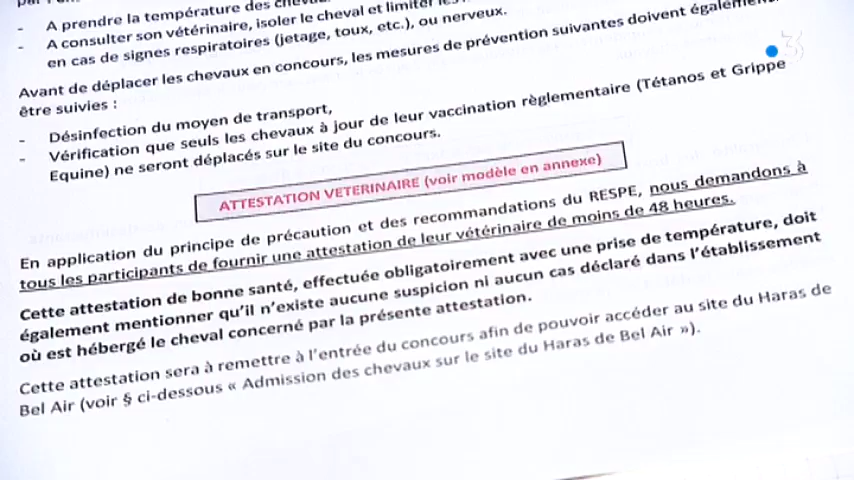 - A prendre la température des
- A consulter son vétérinaire, isoler le cheval et limiter les
en cas de signes respiratoires (jetage, toux, etc.), ou nerveux.
Avant de déplacer les chevaux en concours, les mesures de prévention suivantes doivent également
être suivies :
- Désinfection du moyen de transport,
- Vérification que seuls les chevaux à jour de leur vaccination règlementaire (Tétanos et Grippe
Equine) ne seront déplacés sur le site du concours.
ATTESTATION VETERINAIRE (voir modèle en annexe)
En application du principe de précaution et des recommandations du RESPE, nous demandons à
tous les participants de fournir une attestation de leur vétérinaire de moins de 48 heures.
Cette attestation de bonne santé, effectuée obligatoirement avec une prise de température, doit
également mentionner qu'il n'existe aucune suspicion ni aucun cas déclaré dans l'établissement
où est hébergé le cheval concerné par la présente attestation.
Cette attestation sera à remettre à l'entrée du concours afin de pouvoir accéder au site du Haras de
Bel Air (voir § ci-dessous « Admission des chevaux sur le site du Haras de Bel Air »).
3